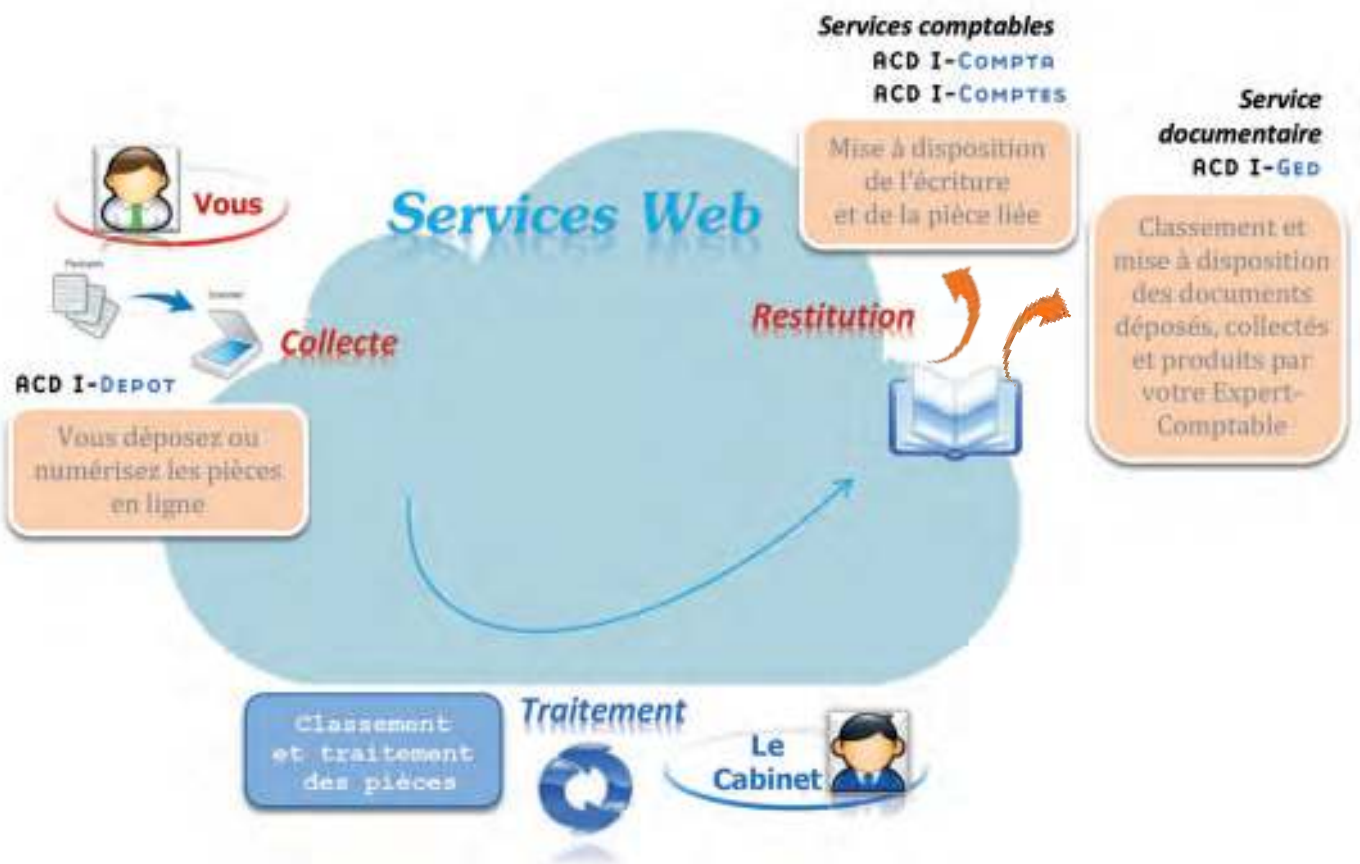 Services comptables
ACD I-COMPTA
ACD I-COMPTES
Mise à disposition
de l'écriture
et de la pièce liée
Service
documentaire
ACD I-GED
Classement et
mise à disposition
des documents
déposés, collectés
et produits par
votre Expert-
Comptable
Vous
Services Web
Collecte
Restitution
ACD I-DEPOT
Vous déposez ou
numérisez les pièces
en ligne
Traitement
Classement
et traitement
des pièces
Le
Cabinet